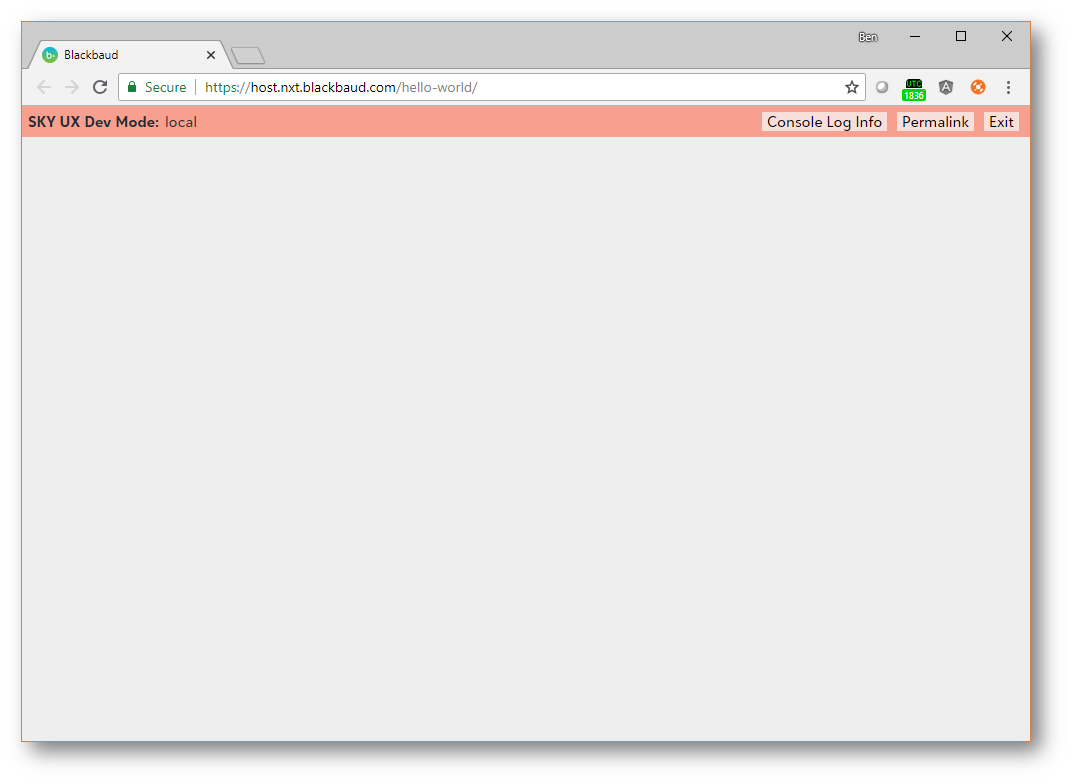 Ben
b
Blackbaud
Secure https://host.nxt.blackbaud.com/hello-world/
UTC
1836
A
SKY UX Dev Mode: local Console Log Info Permalink Exit